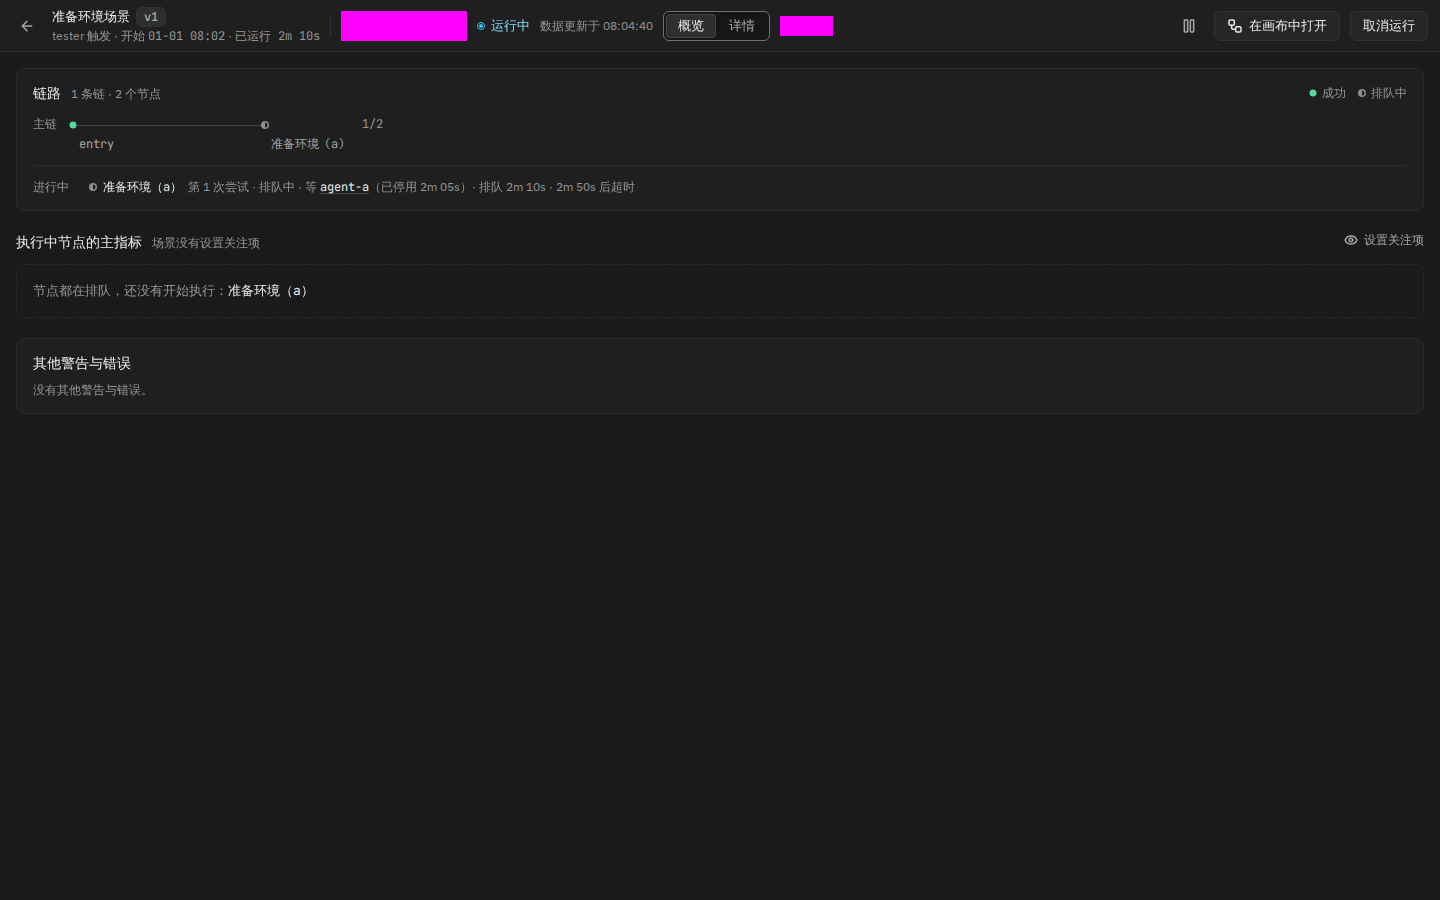 准备环境场景 v1
tester 触发 · 开始 01-01 08:02 · 已运行 2m 10s
运行中 数据更新于 08:04:40 概览 详情
在画布中打开 取消运行
链路 1 条链 · 2 个节点
成功 排队中
主链 1/2
entry 准备环境（a）
进行中 准备环境（a） 第 1 次尝试 · 排队中 · 等 agent-a（已停用 2m 05s）· 排队 2m 10s · 2m 50s 后超时
执行中节点的主指标 场景没有设置关注项
设置关注项
节点都在排队，还没有开始执行：准备环境（a）
其他警告与错误
没有其他警告与错误。